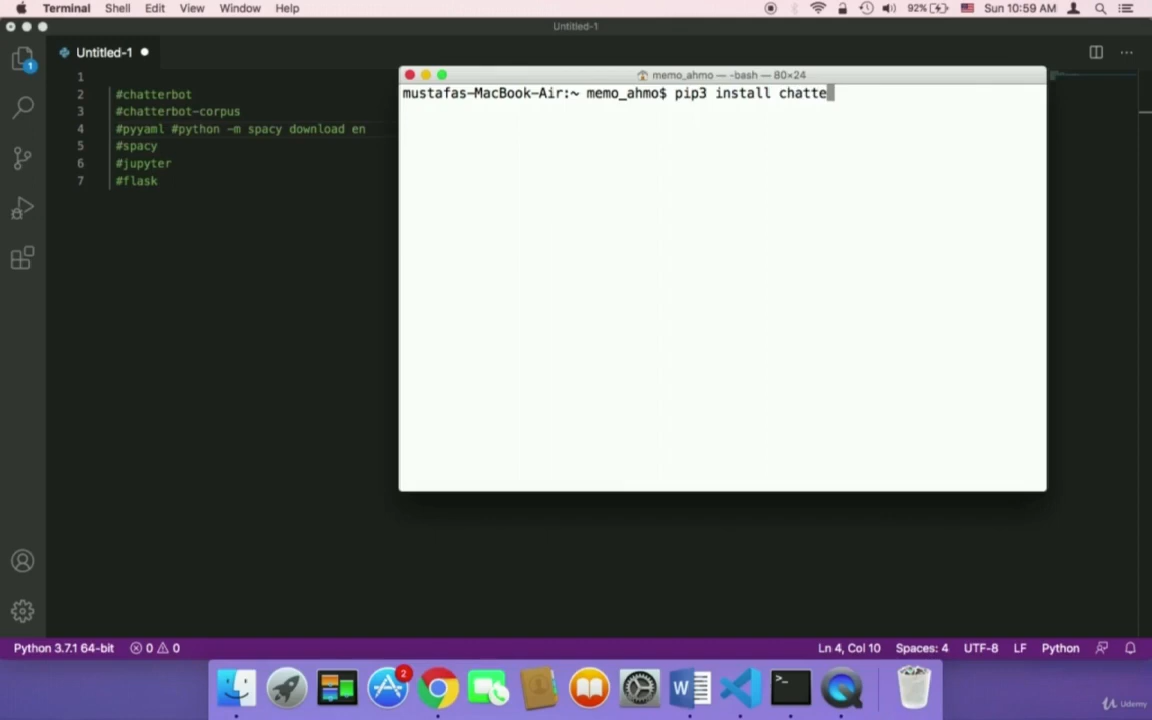 Terminal Shell Edit View Window Help 92% Sun 10:59 AM
Untitled-1
Untitled-1
memo_ahmo — -bash — 80×24
mustafas-MacBook-Air:~ memo_ahmo$ pip3 install chatte
1
2 #chatterbot
3 #chatterbot-corpus
4 #pyyaml #python -m spacy download en
5 #spacy
6 #jupyter
7 #flask
1
Python 3.7.1 64-bit 0 0 Ln 4, Col 10 Spaces: 4 UTF-8 LF Python
2
W
>_
Udemy